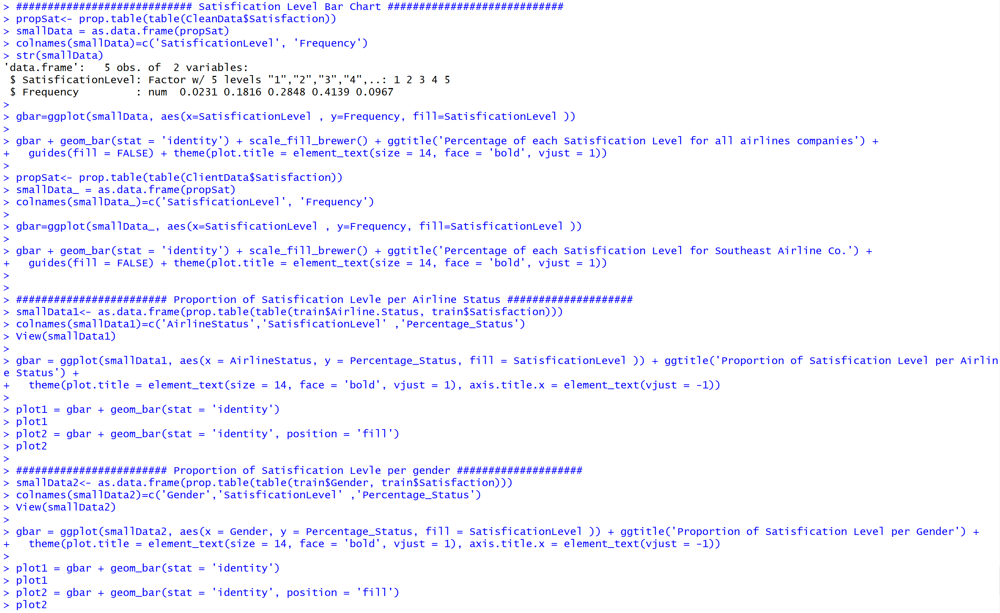 > ############################ Satisfication Level Bar Chart ############################
> propSat<- prop.table(table(CleanData$Satisfaction))
> smallData = as.data.frame(propSat)
> colnames(smallData)=c('SatisficationLevel', 'Frequency')
> str(smallData)
'data.frame':   5 obs. of  2 variables:
 $ SatisficationLevel: Factor w/ 5 levels "1","2","3","4",..: 1 2 3 4 5
 $ Frequency         : num  0.0231 0.1816 0.2848 0.4139 0.0967
>
> gbar=ggplot(smallData, aes(x=SatisficationLevel , y=Frequency, fill=SatisficationLevel ))
>
> gbar + geom_bar(stat = 'identity') + scale_fill_brewer() + ggtitle('Percentage of each Satisfication Level for all airlines companies') +
+   guides(fill = FALSE) + theme(plot.title = element_text(size = 14, face = 'bold', vjust = 1))
>
> propSat<- prop.table(table(ClientData$Satisfaction))
> smallData_ = as.data.frame(propSat)
> colnames(smallData_)=c('SatisficationLevel', 'Frequency')
>
> gbar=ggplot(smallData_, aes(x=SatisficationLevel , y=Frequency, fill=SatisficationLevel ))
>
> gbar + geom_bar(stat = 'identity') + scale_fill_brewer() + ggtitle('Percentage of each Satisfication Level for Southeast Airline Co.') +
+   guides(fill = FALSE) + theme(plot.title = element_text(size = 14, face = 'bold', vjust = 1))
>
>
> ######################## Proportion of Satisfication Levle per Airline Status ####################
> smallData1<- as.data.frame(prop.table(table(train$Airline.Status, train$Satisfaction)))
> colnames(smallData1)=c('AirlineStatus','SatisficationLevel' ,'Percentage_Status')
> View(smallData1)
>
> gbar = ggplot(smallData1, aes(x = AirlineStatus, y = Percentage_Status, fill = SatisficationLevel )) + ggtitle('Proportion of Satisfication Level per Airlin
e Status') +
+   theme(plot.title = element_text(size = 14, face = 'bold', vjust = 1), axis.title.x = element_text(vjust = -1))
>
> plot1 = gbar + geom_bar(stat = 'identity')
> plot1
> plot2 = gbar + geom_bar(stat = 'identity', position = 'fill')
> plot2
>
> ######################## Proportion of Satisfication Levle per gender ####################
> smallData2<- as.data.frame(prop.table(table(train$Gender, train$Satisfaction)))
> colnames(smallData2)=c('Gender','SatisficationLevel' ,'Percentage_Status')
> View(smallData2)
>
> gbar = ggplot(smallData2, aes(x = Gender, y = Percentage_Status, fill = SatisficationLevel )) + ggtitle('Proportion of Satisfication Level per Gender') +
+   theme(plot.title = element_text(size = 14, face = 'bold', vjust = 1), axis.title.x = element_text(vjust = -1))
>
> plot1 = gbar + geom_bar(stat = 'identity')
> plot1
> plot2 = gbar + geom_bar(stat = 'identity', position = 'fill')
> plot2